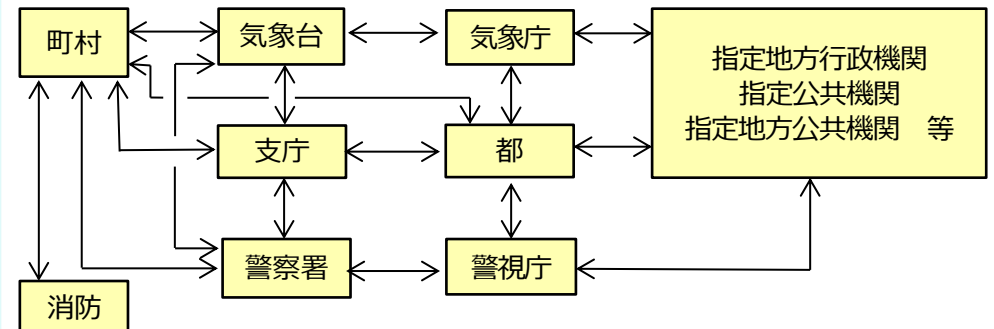 町村
気象台
気象庁
指定地方行政機関
指定公共機関
指定地方公共機関　等
支庁
都
警察署
警視庁
消防